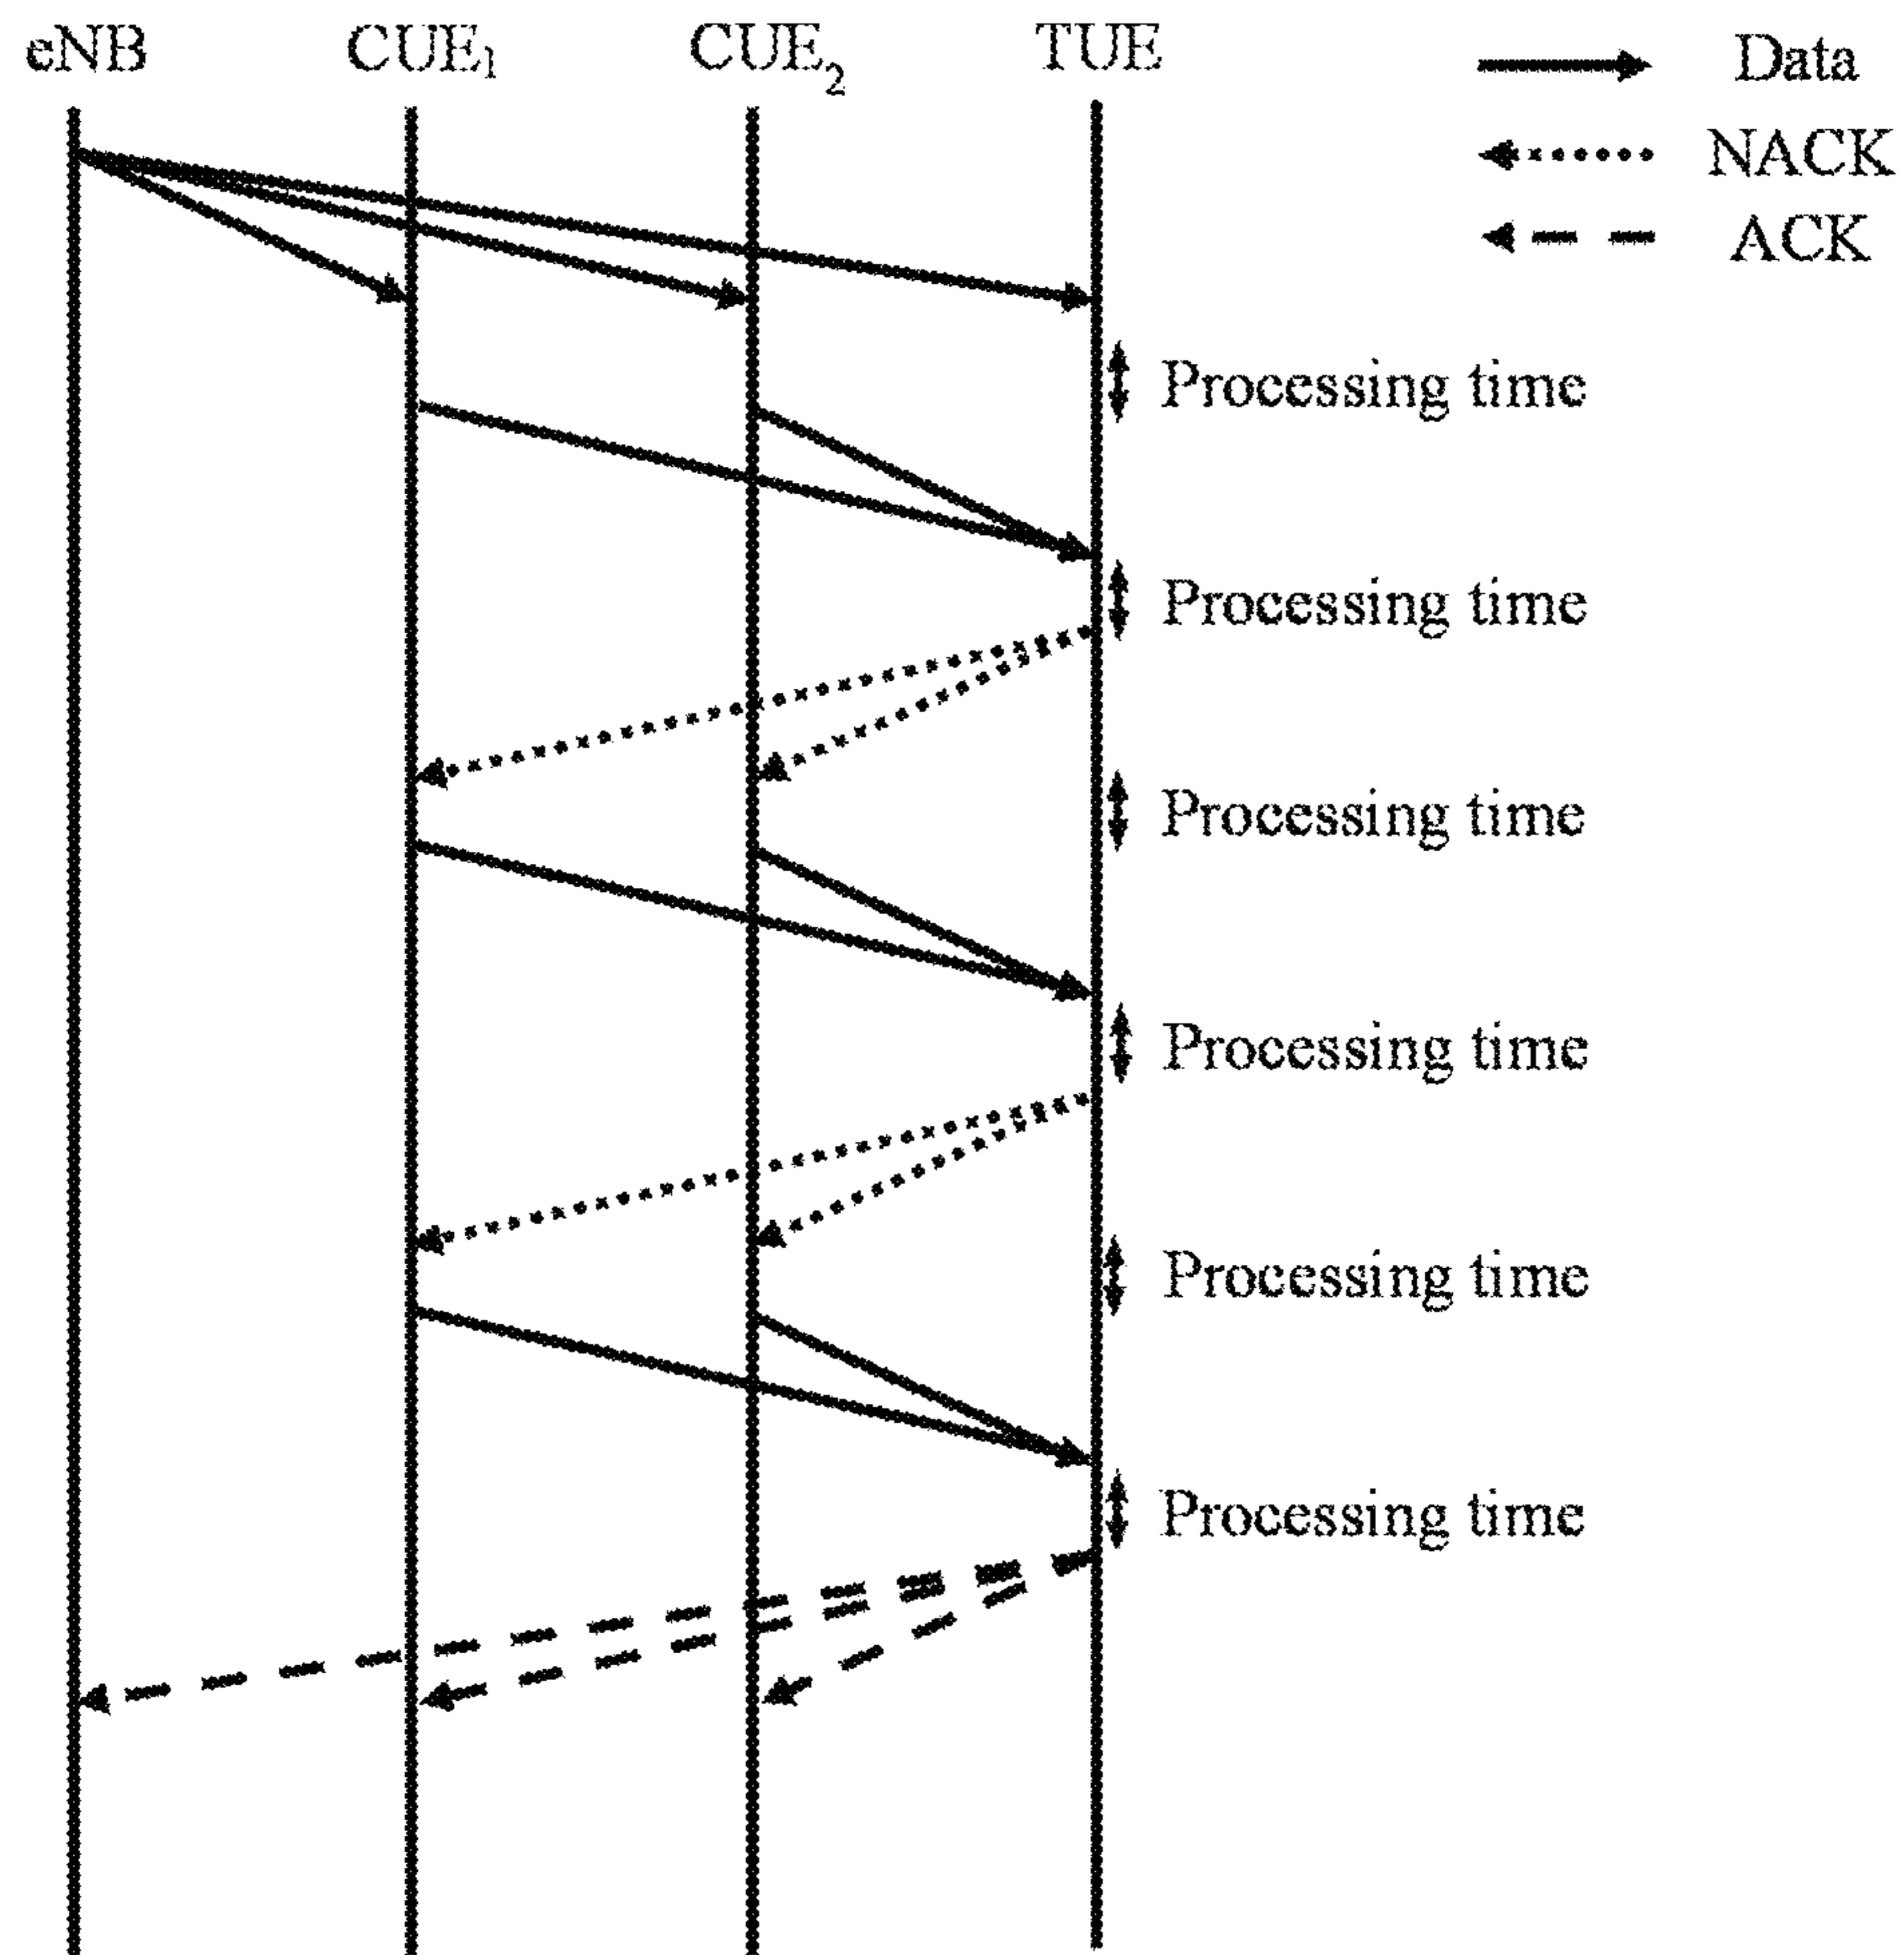 eNB CUE₁ CUE₂ TUE
Data
NACK
ACK
Processing time
Processing time
Processing time
Processing time
Processing time
Processing time